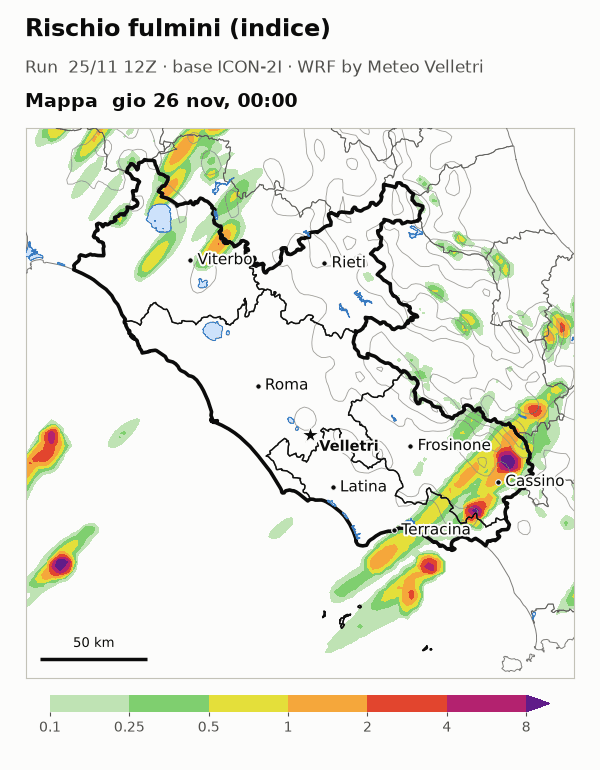 Rischio fulmini (indice)
Run  25/11 12Z · base ICON-2I · WRF by Meteo Velletri
Mappa  gio 26 nov, 00:00
Viterbo
Rieti
Roma
Velletri
Frosinone
Cassino
Latina
Terracina
50 km
0.1 0.25 0.5 1 2 4 8